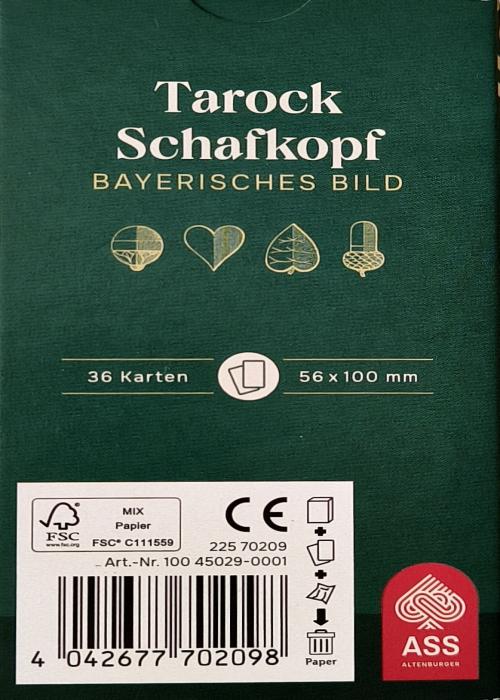 Tarock
Schafkopf
BAYERISCHES BILD
36 Karten
56 x 100 mm
FSC
www.fsc.org
MIX
Papier
FSC® C111559
CE
225 70209
Art.-Nr. 100 45029-0001
4 042677 702098
Paper
ASS
ALTENBURGER